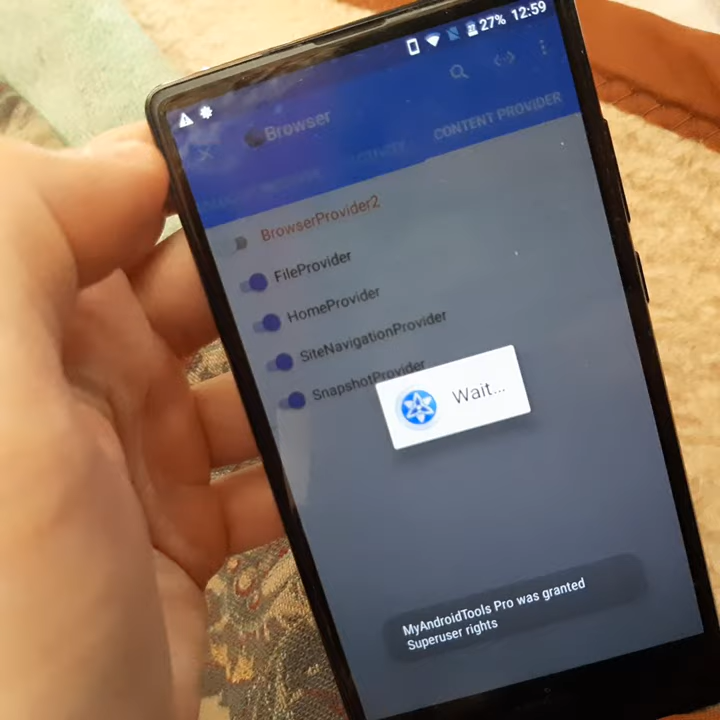 27% 12:59
Browser
CONTENT PROVIDER
BrowserProvider2
FileProvider
HomeProvider
SiteNavigationProvider
SnapshotProvider
Wait...
MyAndroidTools Pro was granted
Superuser rights